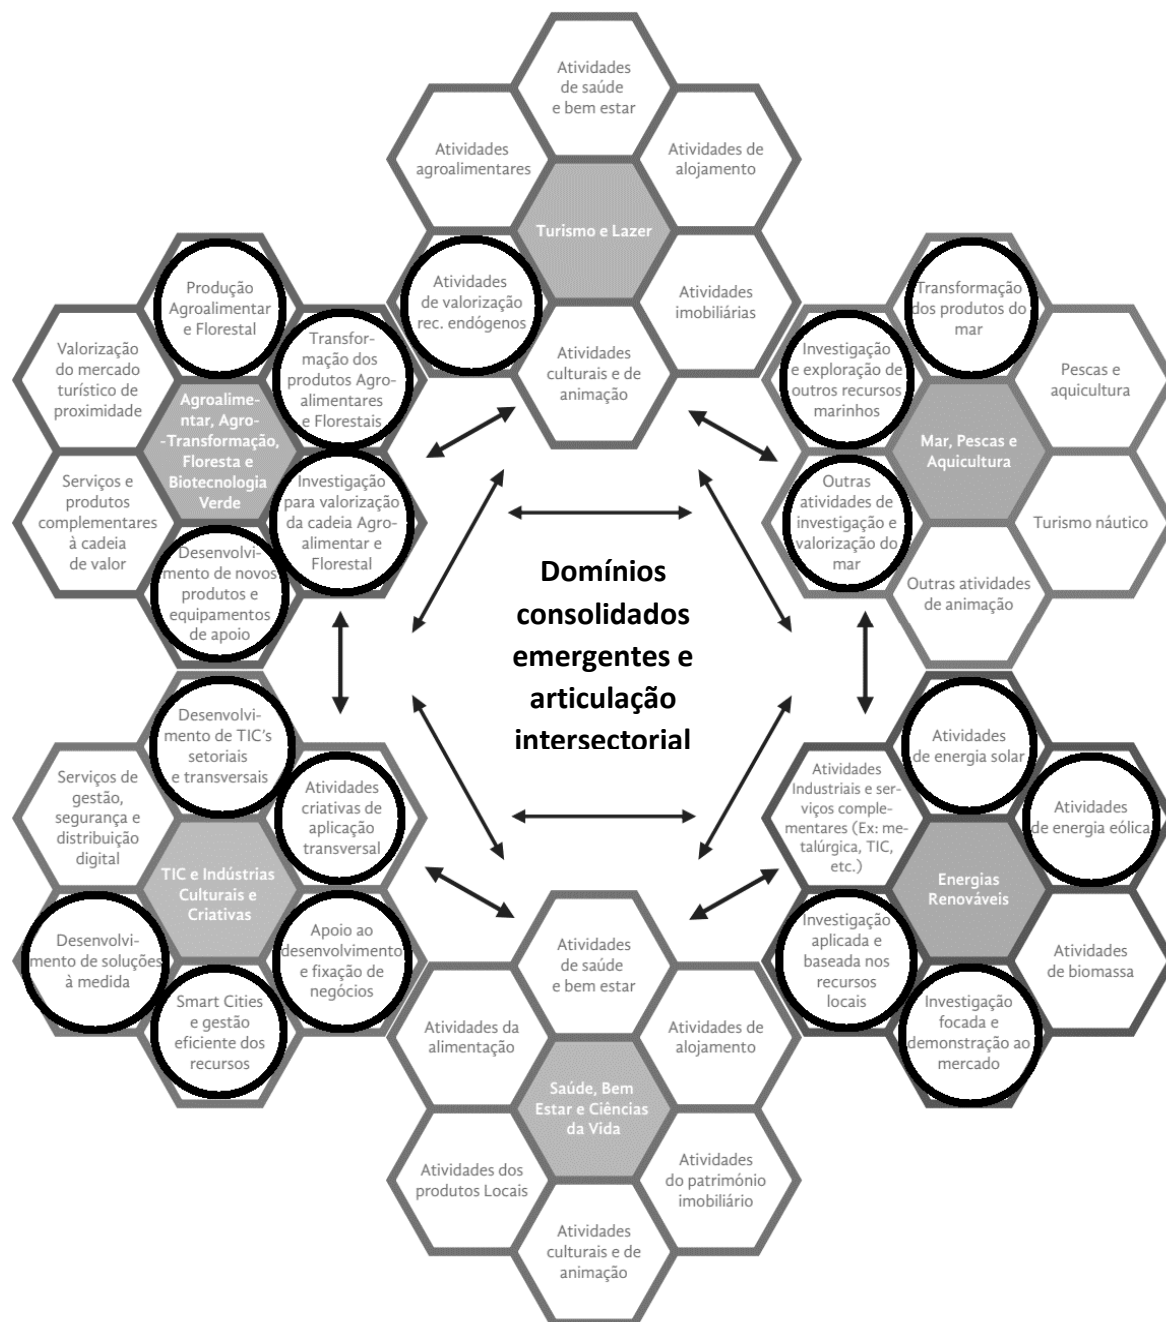 Atividades
de saúde
e bem estar
Atividades
agroalimentares
Atividades de
alojamento
Turismo e Lazer
Atividades
de valorização
rec. endógenos
Atividades
imobiliárias
Atividades
culturais e de
animação
Produção
Agroalimentar
e Florestal
Valorização
do mercado
turístico de
proximidade
Transfor-
mação dos
produtos Agro-
alimentares
e Florestais
Agroalime-
ntar, Agro-
-Transformação,
Floresta e
Biotecnologia
Verde
Serviços e
produtos
complementares
à cadeia
de valor
Investigação
para valorização
da cadeia Agro-
alimentar e
Florestal
Desenvolvi-
mento de novos
produtos e
equipamentos
de apoio
Transformação
dos produtos do
mar
Investigação
e exploração de
outros recursos
marinhos
Pescas e
aquicultura
Mar, Pescas e
Aquicultura
Outras
atividades de
investigação e
valorização do
mar
Turismo náutico
Outras atividades
de animação
Domínios
consolidados
emergentes e
articulação
intersectorial
Desenvolvi-
mento de TIC's
setoriais
e transversais
Serviços de
gestão,
segurança e
distribuição
digital
Atividades
criativas de
aplicação
transversal
TIC e Indústrias
Culturais e
Criativas
Desenvolvi-
mento de soluções
à medida
Apoio ao
desenvolvimento
e fixação de
negócios
Smart Cities
e gestão
eficiente dos
recursos
Atividades
de energia solar
Atividades
Industriais e serv-
viços comple-
mentares (Ex: me-
talúrgica, TIC,
etc.)
Atividades
de energia eólica
Energias
Renováveis
Investigação
aplicada e
baseada nos
recursos
locais
Atividades
de biomassa
Investigação
focada e
demonstração ao
mercado
Atividades
de saúde
e bem estar
Atividades da
alimentação
Atividades de
alojamento
Saúde, Bem
Estar e Ciências
da Vida
Atividades dos
produtos Locais
Atividades
do património
imobiliário
Atividades
culturais e de
animação